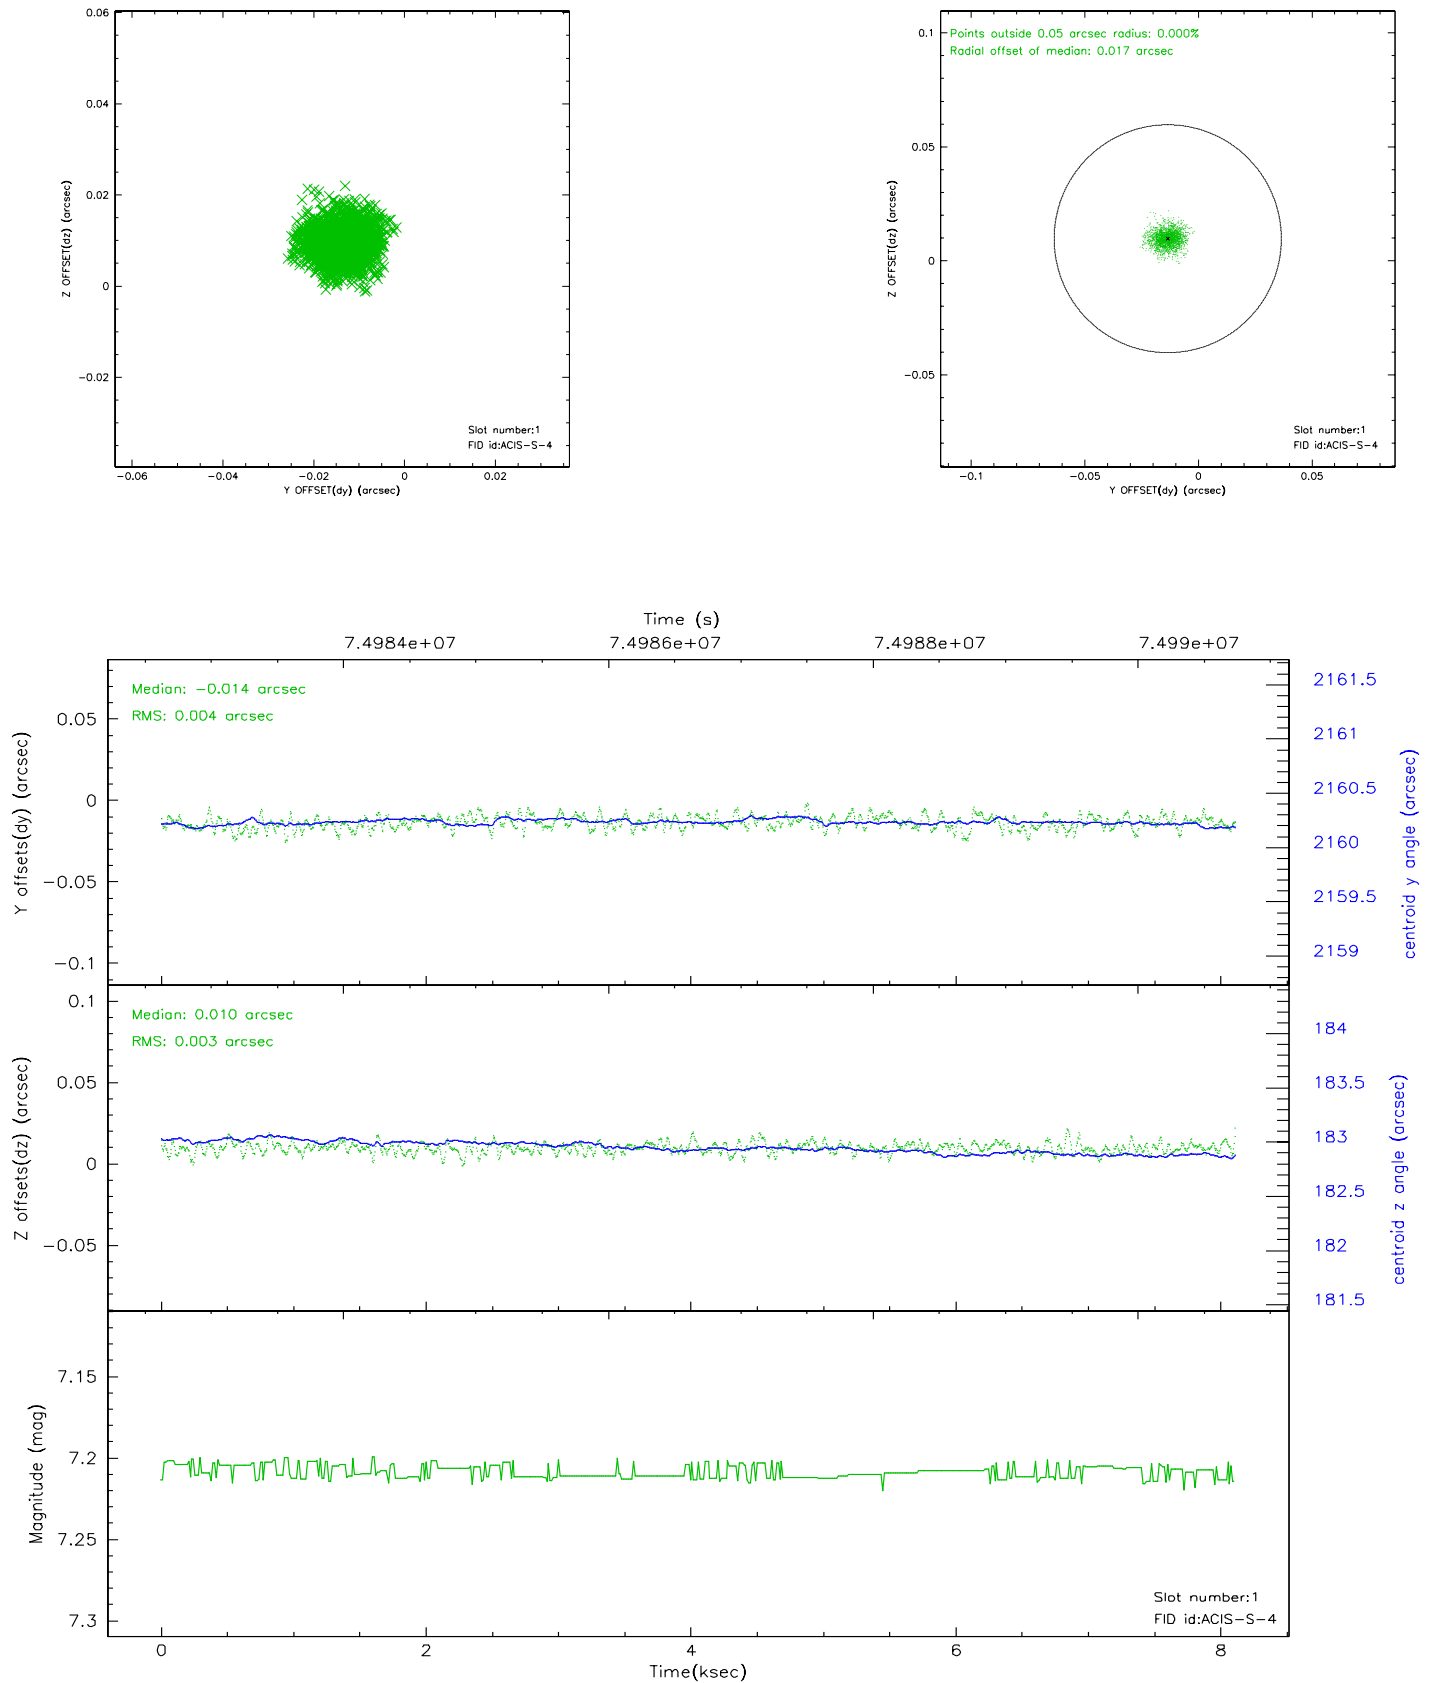 0.06
0.04
0.02
0
−0.02
Z OFFSET(dz) (arcsec)
Slot number:1
FID id:ACIS−S−4
−0.06
−0.04
−0.02
0
0.02
Y OFFSET(dy) (arcsec)
Points outside 0.05 arcsec radius: 0.000%
Radial offset of median: 0.017 arcsec
0.1
0.05
0
−0.05
Z OFFSET(dz) (arcsec)
Slot number:1
FID id:ACIS−S−4
−0.1
−0.05
0
0.05
Y OFFSET(dy) (arcsec)
Time (s)
7.4984e+07
7.4986e+07
7.4988e+07
7.499e+07
Median: −0.014 arcsec
RMS: 0.004 arcsec
0.05
0
−0.05
−0.1
Y offsets(dy) (arcsec)
2161.5
2161
2160.5
2160
2159.5
2159
centroid y angle (arcsec)
Median: 0.010 arcsec
RMS: 0.003 arcsec
0.1
0.05
0
−0.05
Z offsets(dz) (arcsec)
184
183.5
183
182.5
182
181.5
centroid z angle (arcsec)
7.15
7.2
7.25
7.3
Magnitude (mag)
Slot number:1
FID id:ACIS−S−4
0
2
4
6
8
Time(ksec)